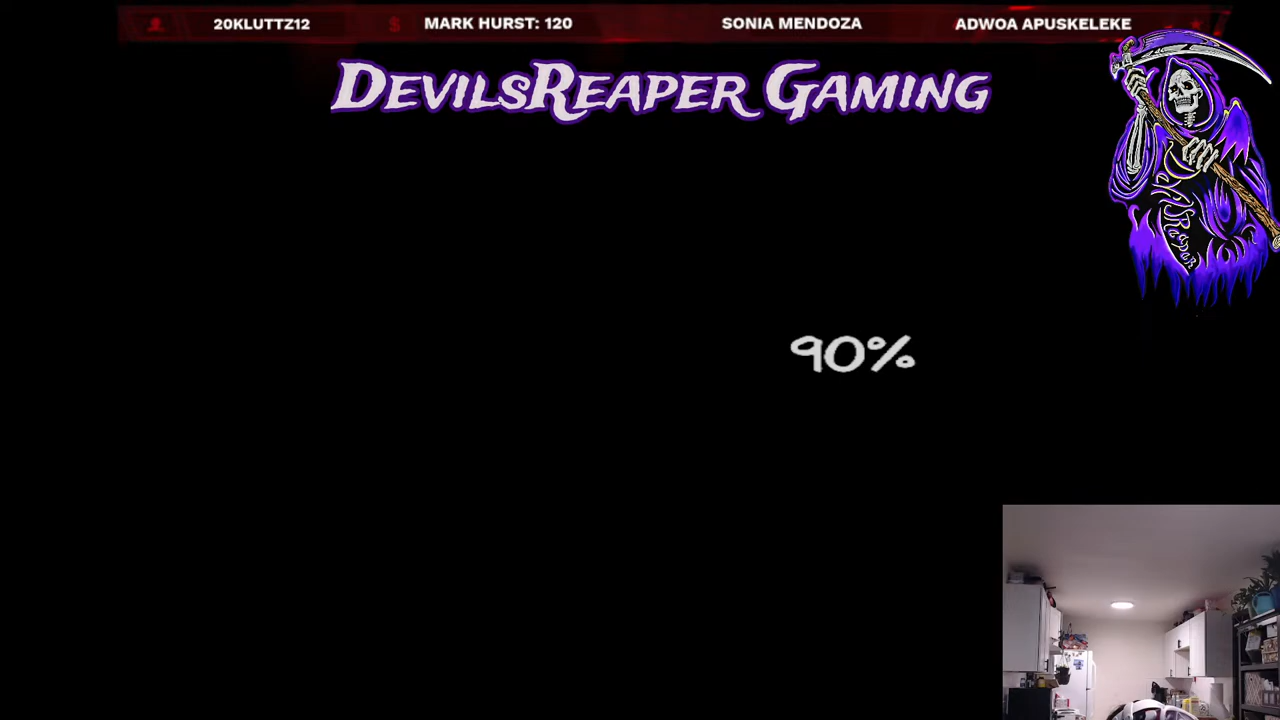 20KLUTTZ12 MARK HURST: 120 SONIA MENDOZA ADWOA APUSKELEKE
DEVILSREAPER GAMING
90%